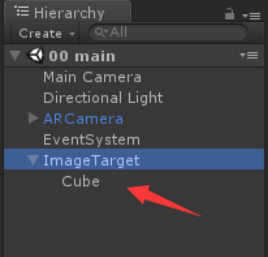 Hierarchy
Create All
00 main
Main Camera
Directional Light
ARCamera
EventSystem
ImageTarget
Cube